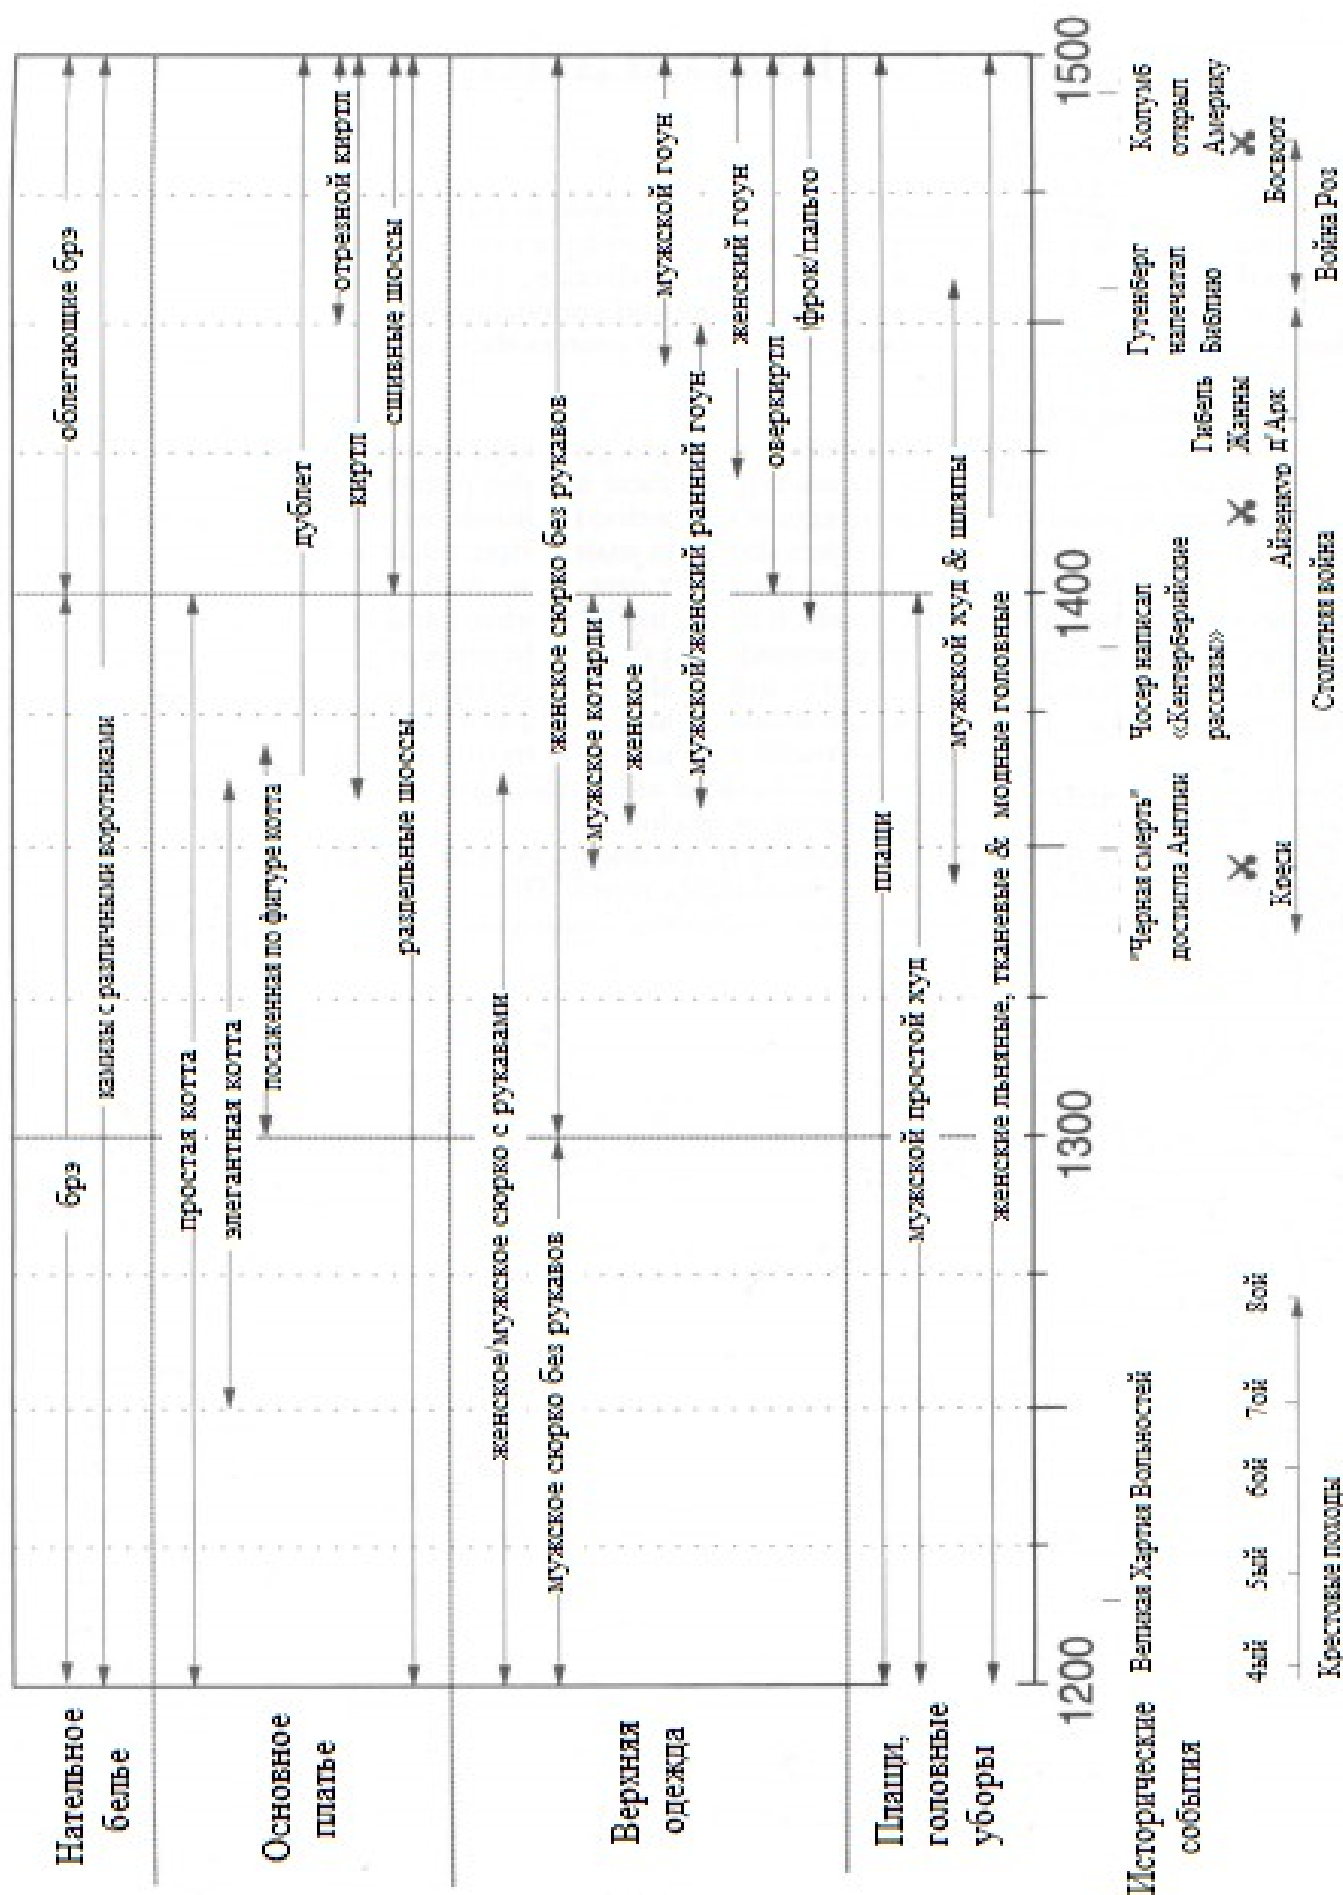 Нательное
белье
брэ
облегающие брэ
камизы с различными воротниками
Основное
платье
простая котта
элегантная котта
посаженная по фигуре котта
дублет
отрезной киртл
киртл
сшивные шоссы
раздельные шоссы
Верхняя
одежда
женское/мужское сюрко с рукавами
мужское сюрко без рукавов
женское сюрко без рукавов
мужское котарди
женское
мужской гоун
мужской/женский ранний гоун
женский гоун
оверкиртл
фрок/пальто
Плащи,
головные
уборы
плащи
мужской простой худ
мужской худ & шляпы
женские льняные, тканевые & модные головные
1200
1300
1400
1500
Исторические
события
Великая Хартия Вольностей
"Черная смерть"
достигла Англии
Чосер написал
«Кентерберийские
рассказы»
Гибель
Жанны
д'Арк
Гутенберг
напечатал
Библию
Колумб
открыл
Америку
4ый
5ый
6ой
7ой
8ой
Креси
Айзенкур
Босворт
Крестовые походы
Столетняя война
Война Роз